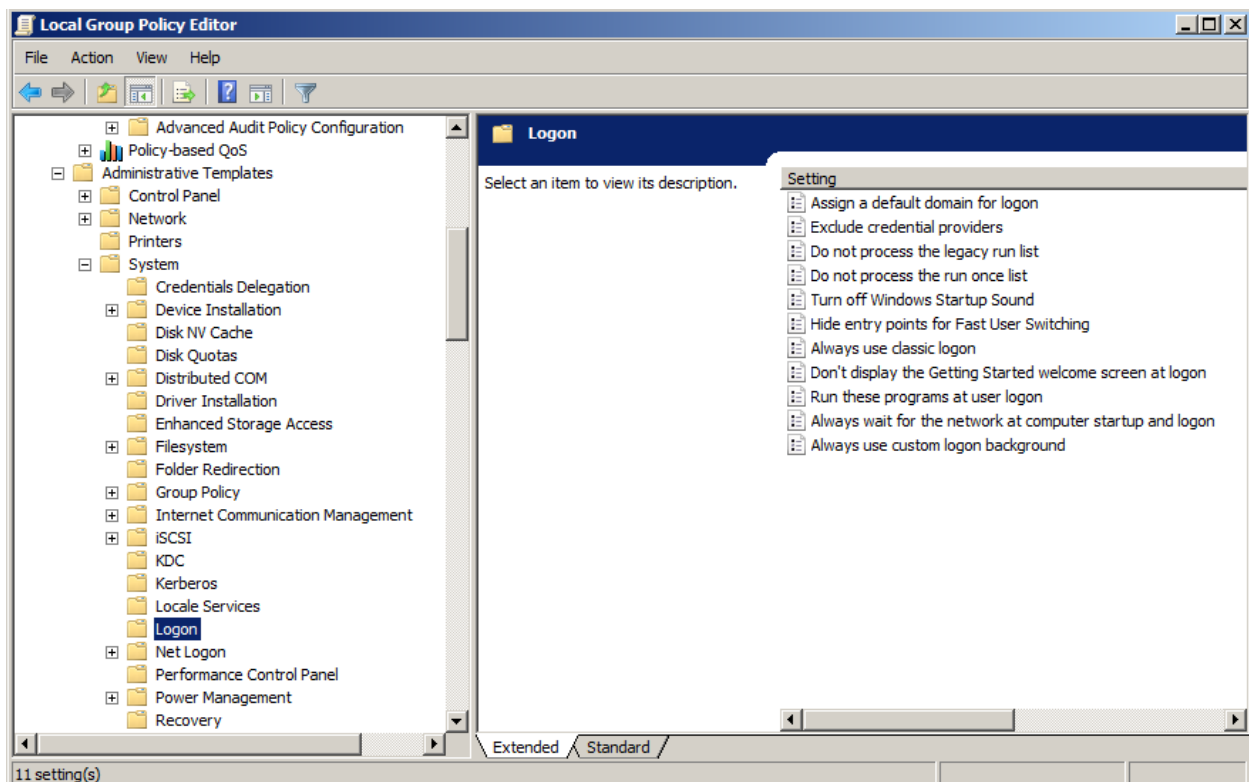 Local Group Policy Editor
File Action View Help
Advanced Audit Policy Configuration
Policy-based QoS
Administrative Templates
Control Panel
Network
Printers
System
Credentials Delegation
Device Installation
Disk NV Cache
Disk Quotas
Distributed COM
Driver Installation
Enhanced Storage Access
Filesystem
Folder Redirection
Group Policy
Internet Communication Management
iSCSI
KDC
Kerberos
Locale Services
Logon
Net Logon
Performance Control Panel
Power Management
Recovery
Logon
Select an item to view its description.
Setting
Assign a default domain for logon
Exclude credential providers
Do not process the legacy run list
Do not process the run once list
Turn off Windows Startup Sound
Hide entry points for Fast User Switching
Always use classic logon
Don't display the Getting Started welcome screen at logon
Run these programs at user logon
Always wait for the network at computer startup and logon
Always use custom logon background
Extended Standard
11 setting(s)